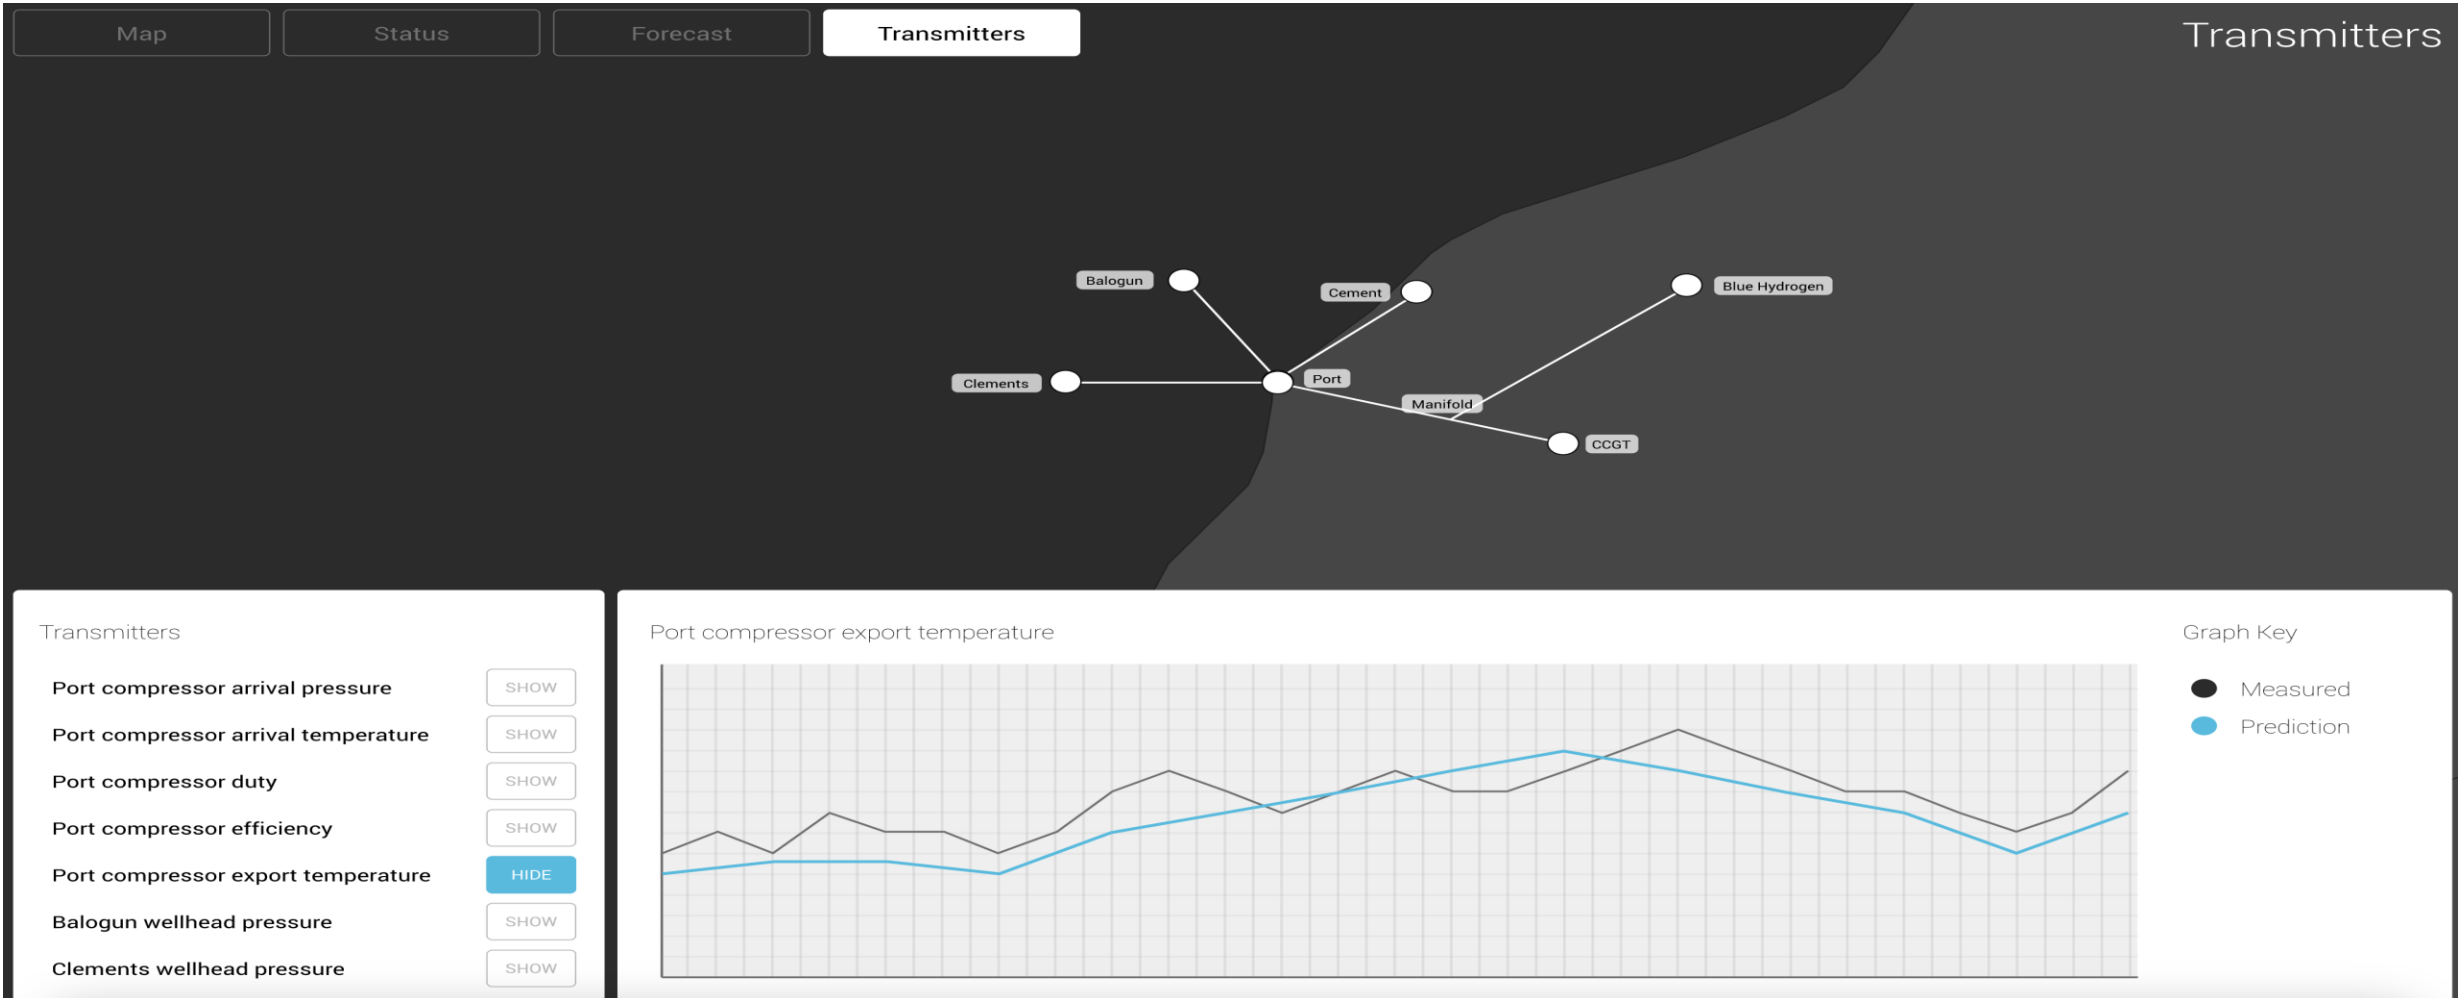 Map
Status
Forecast
Transmitters
Transmitters
Balogun
Cement
Blue Hydrogen
Clements
Port
Manifold
CCGT
Transmitters
Port compressor arrival pressure SHOW
Port compressor arrival temperature SHOW
Port compressor duty SHOW
Port compressor efficiency SHOW
Port compressor export temperature HIDE
Balogun wellhead pressure SHOW
Clements wellhead pressure SHOW
Port compressor export temperature
Graph Key
Measured
Prediction